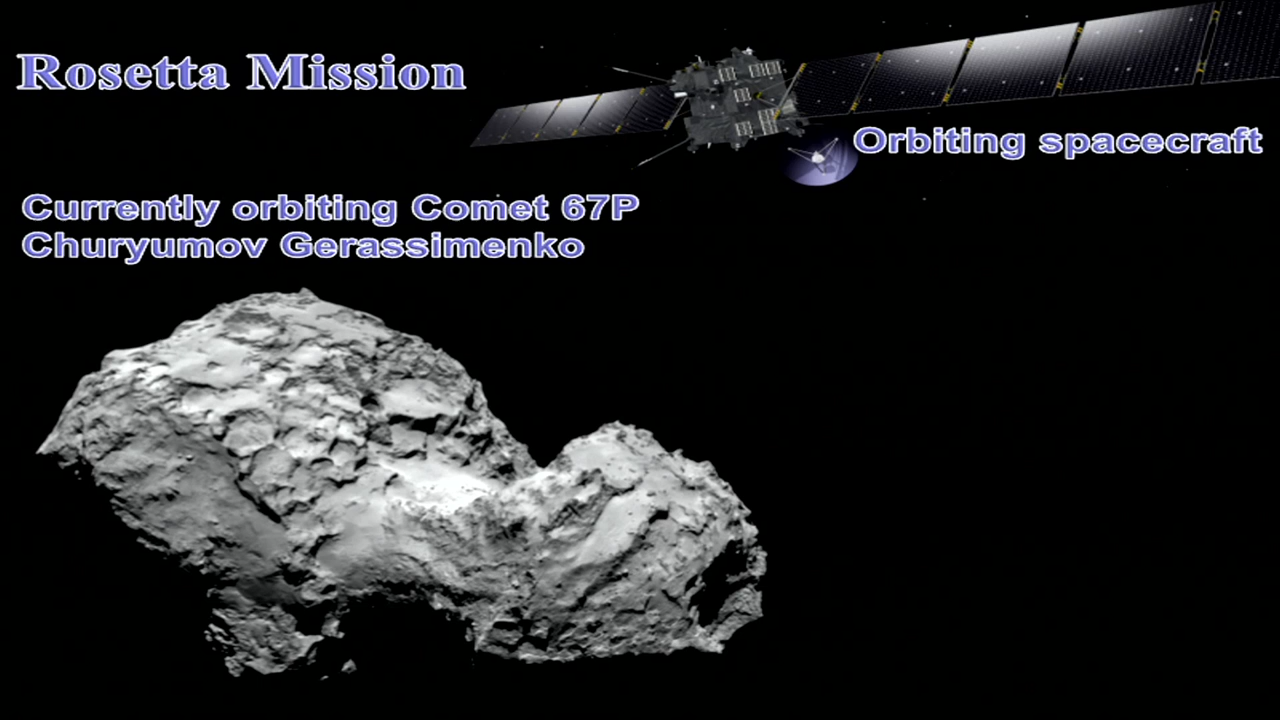 Rosetta Mission
Orbiting spacecraft
Currently orbiting Comet 67P
Churyumov Gerassimenko